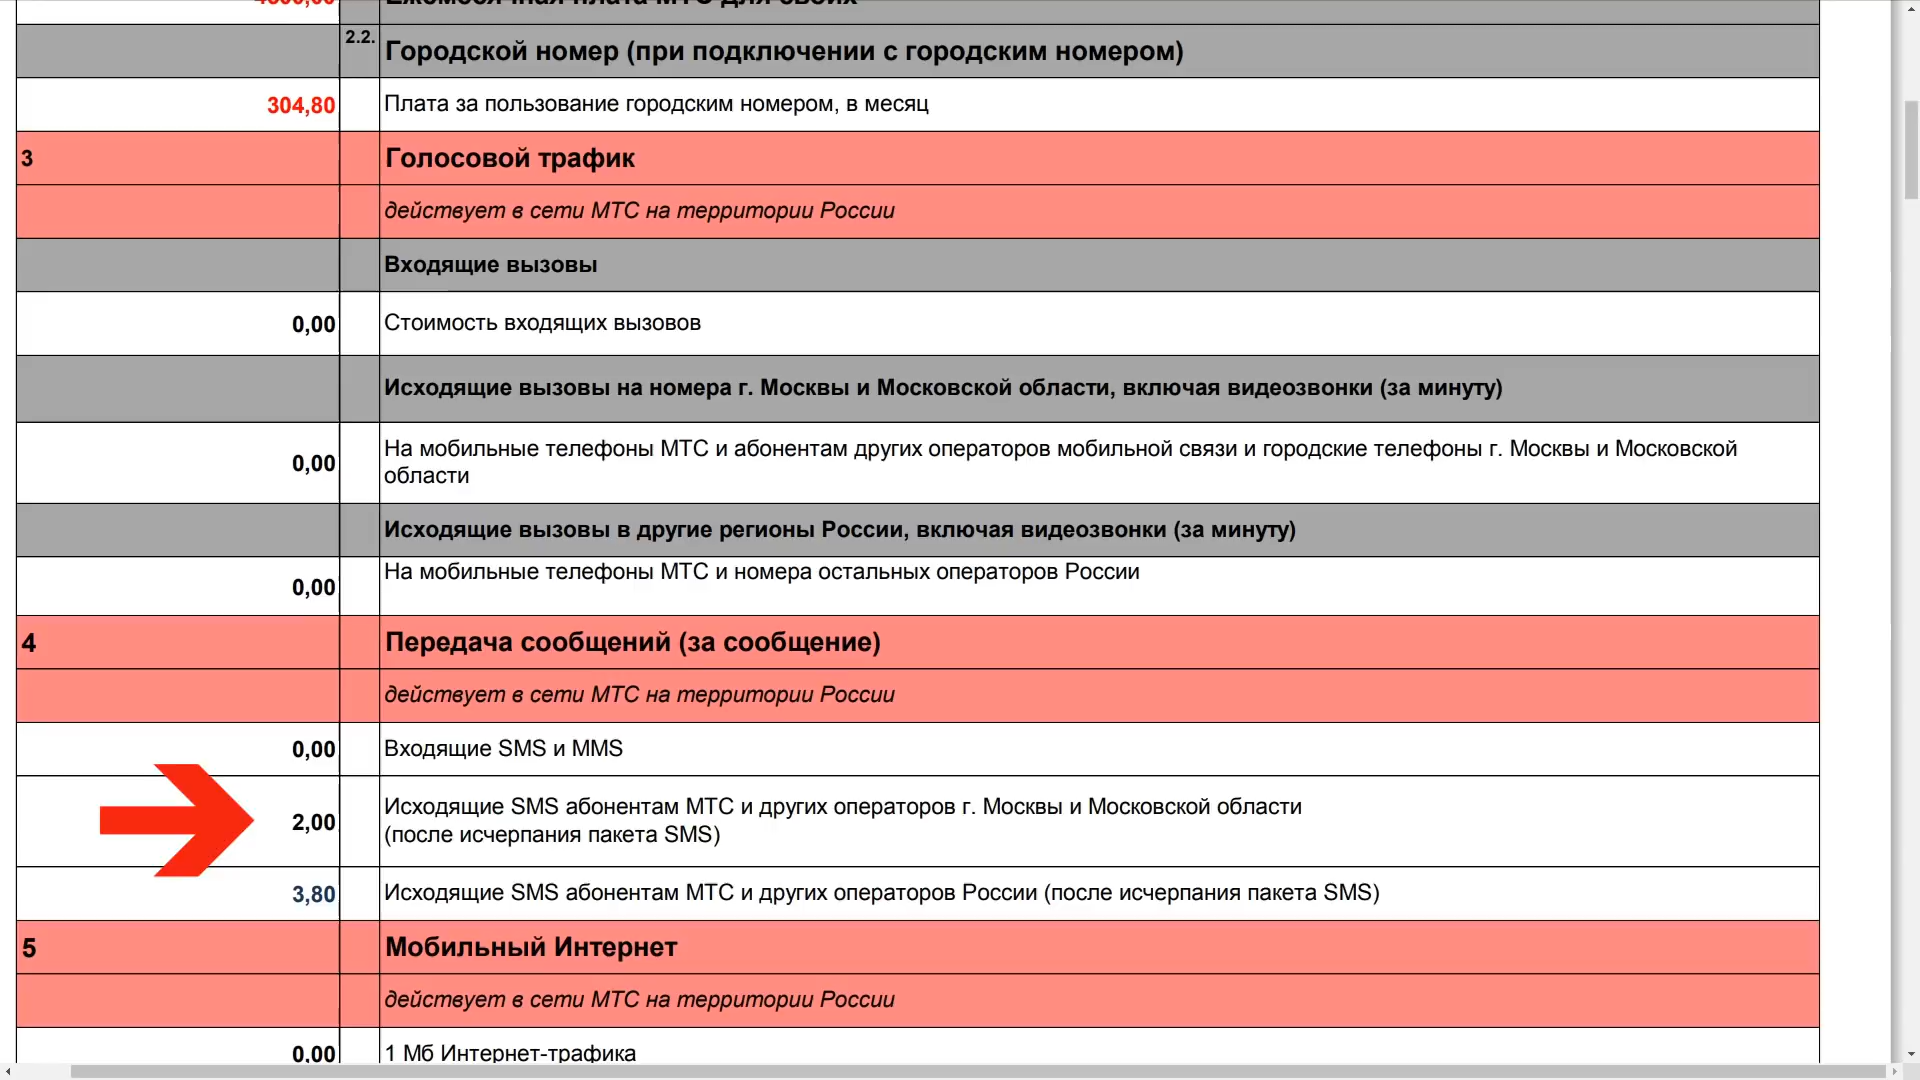 4500,00 Ежемесячная плата МТС для своих
2.2. Городской номер (при подключении с городским номером)
304,80 Плата за пользование городским номером, в месяц
3 Голосовой трафик
действует в сети МТС на территории России
Входящие вызовы
0,00 Стоимость входящих вызовов
Исходящие вызовы на номера г. Москвы и Московской области, включая видеозвонки (за минуту)
0,00 На мобильные телефоны МТС и абонентам других операторов мобильной связи и городские телефоны г. Москвы и Московской
области
Исходящие вызовы в другие регионы России, включая видеозвонки (за минуту)
0,00 На мобильные телефоны МТС и номера остальных операторов России
4 Передача сообщений (за сообщение)
действует в сети МТС на территории России
0,00 Входящие SMS и MMS
2,00 Исходящие SMS абонентам МТС и других операторов г. Москвы и Московской области
(после исчерпания пакета SMS)
3,80 Исходящие SMS абонентам МТС и других операторов России (после исчерпания пакета SMS)
5 Мобильный Интернет
действует в сети МТС на территории России
0,00 1 Мб Интернет-трафика